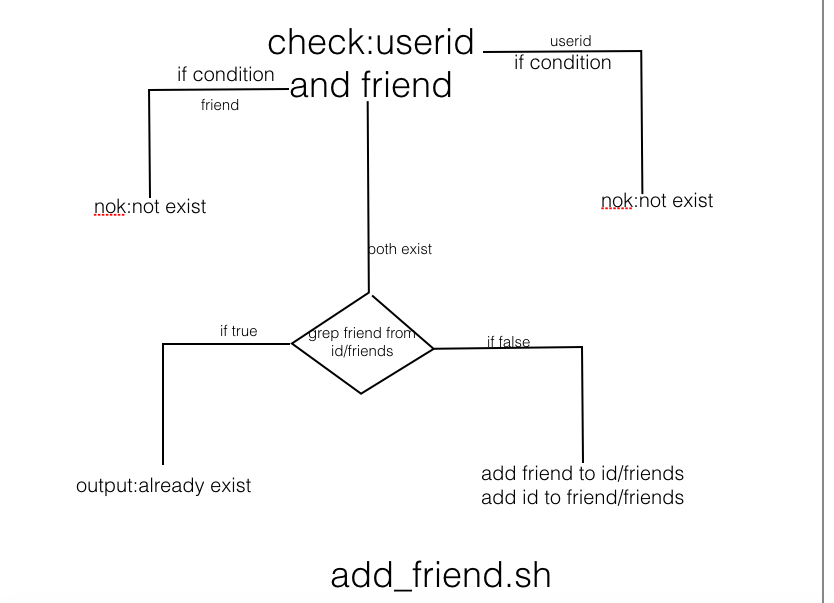 check:userid
and friend
userid
if condition
if condition
friend
nok:not exist
nok:not exist
both exist
if true
grep friend from
id/friends
if false
output:already exist
add friend to id/friends
add id to friend/friends
add_friend.sh